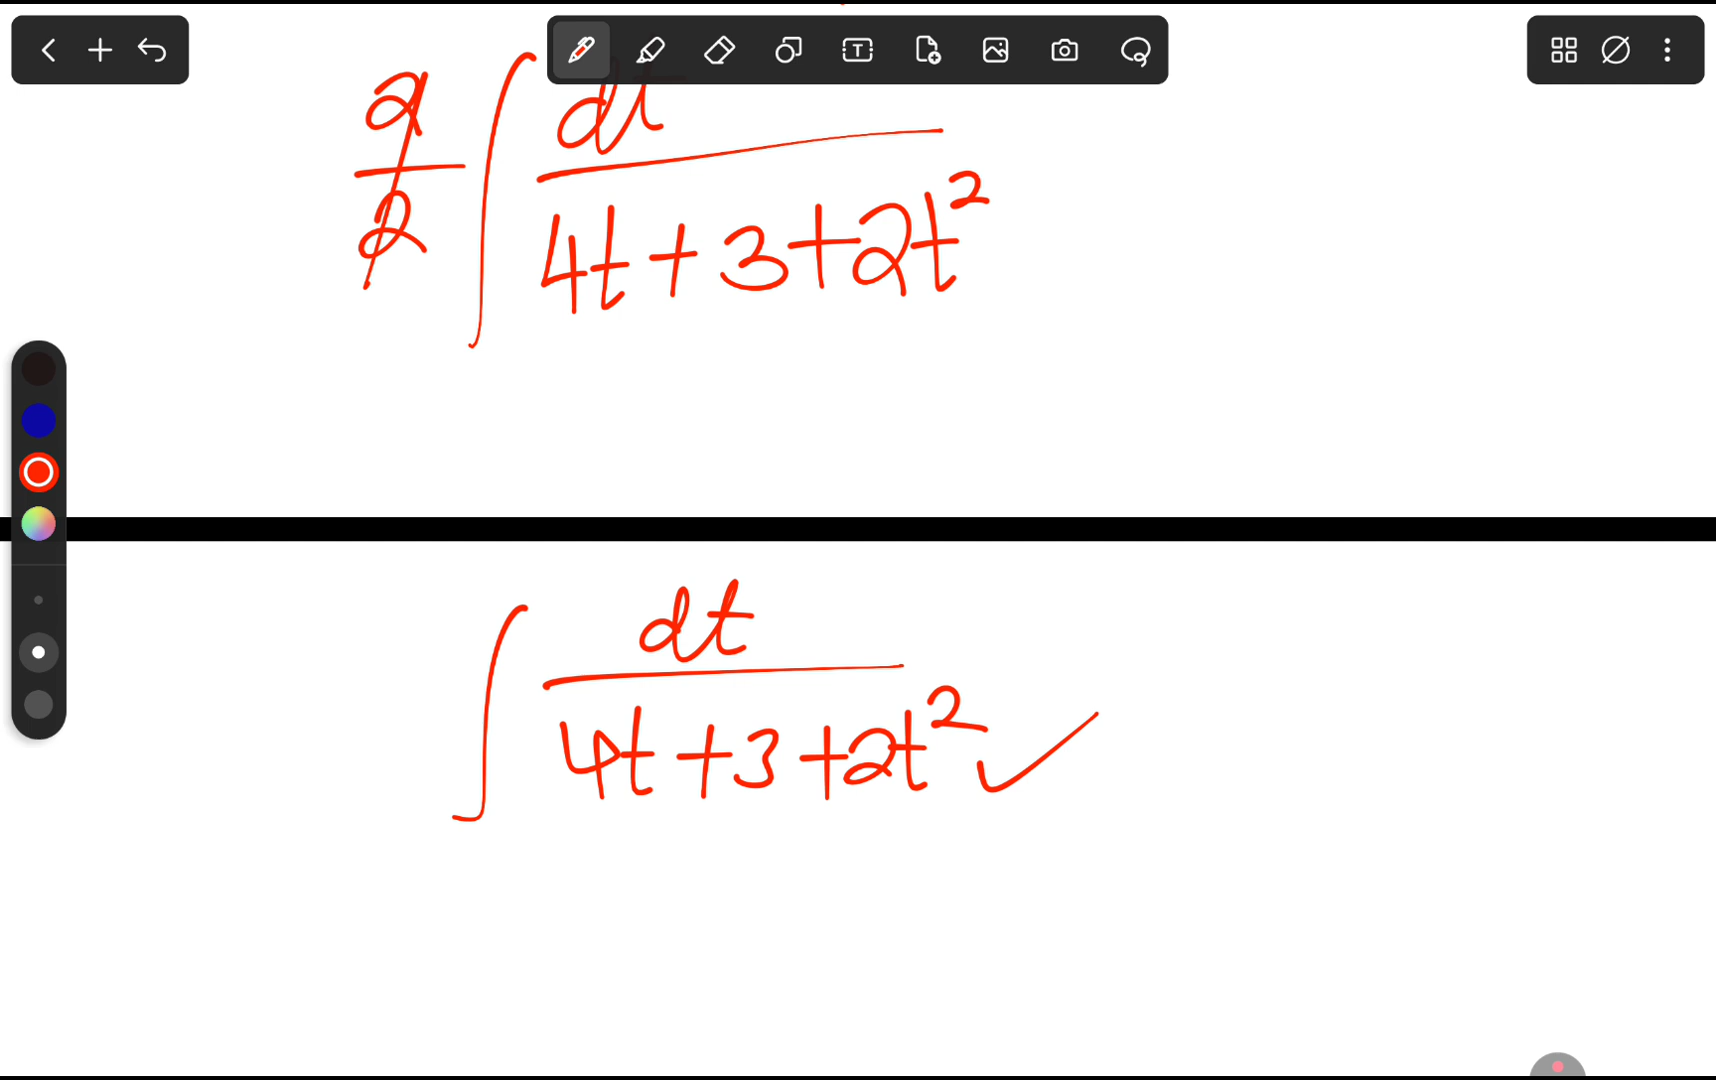 2/2 ∫ dt / 4t + 3 + 2t²
∫ dt / 4t + 3 + 2t² ✓